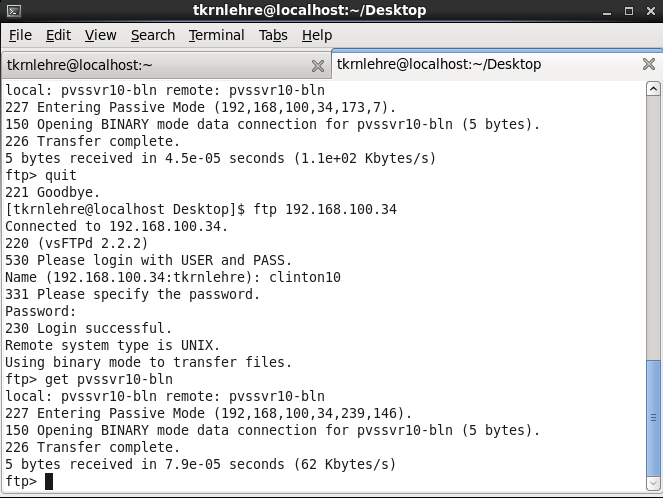 tkrnlehre@localhost:~/Desktop
File Edit View Search Terminal Tabs Help
tkrnlehre@localhost:~ tkrnlehre@localhost:~/Desktop
local: pvssvr10-bln remote: pvssvr10-bln
227 Entering Passive Mode (192,168,100,34,173,7).
150 Opening BINARY mode data connection for pvssvr10-bln (5 bytes).
226 Transfer complete.
5 bytes received in 4.5e-05 seconds (1.1e+02 Kbytes/s)
ftp> quit
221 Goodbye.
[tkrnlehre@localhost Desktop]$ ftp 192.168.100.34
Connected to 192.168.100.34.
220 (vsFTPd 2.2.2)
530 Please login with USER and PASS.
Name (192.168.100.34:tkrnlehre): clinton10
331 Please specify the password.
Password:
230 Login successful.
Remote system type is UNIX.
Using binary mode to transfer files.
ftp> get pvssvr10-bln
local: pvssvr10-bln remote: pvssvr10-bln
227 Entering Passive Mode (192,168,100,34,239,146).
150 Opening BINARY mode data connection for pvssvr10-bln (5 bytes).
226 Transfer complete.
5 bytes received in 7.9e-05 seconds (62 Kbytes/s)
ftp>